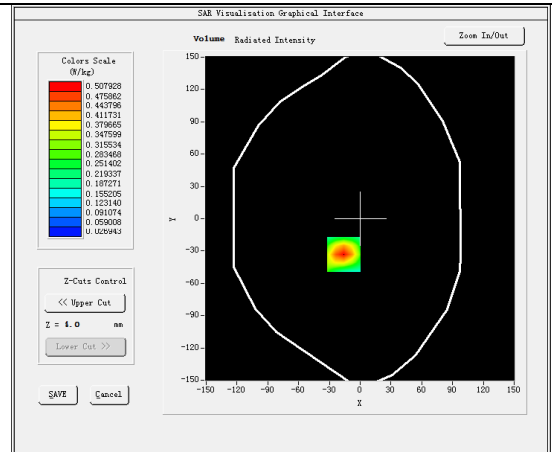 SAR Visualisation Graphical Interface
Volume Radiated Intensity
Zoom In/Out
Colors Scale
(W/kg)
0.507928
0.475862
0.443796
0.411731
0.379665
0.347599
0.315534
0.283468
0.251402
0.219337
0.187271
0.155205
0.123140
0.091074
0.059008
0.026943
Z-Cuts Control
<< Upper Cut
Z = 4.0 mm
Lower Cut >>
SAVE
Cancel
150
120
90
60
30
0
-30
-60
-90
-120
-150
Y
-150 -120 -90 -60 -30 0 30 60 90 120 150
X